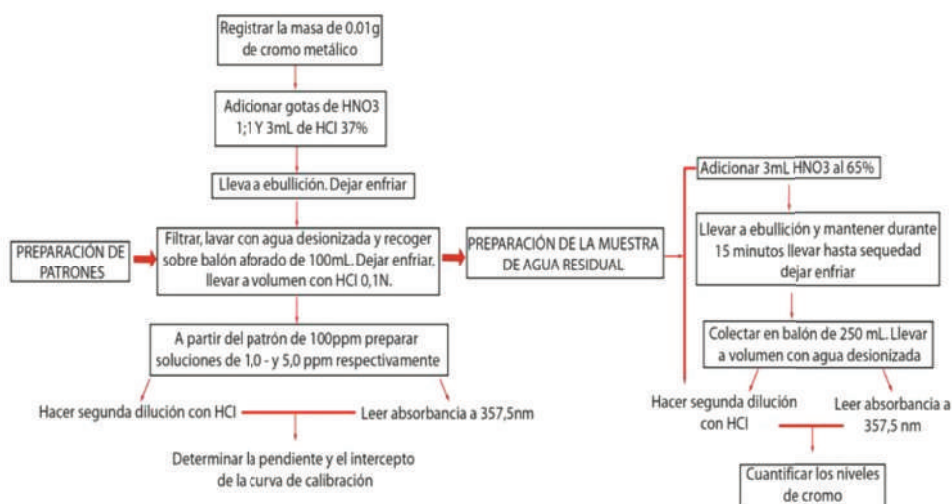 Registrar la masa de 0.01g
de cromo metálico
Adicionar gotas de HNO3
1;1Y 3mL de HCl 37%
Lleva a ebullición. Dejar enfriar
PREPARACIÓN DE
PATRONES
Filtrar, lavar con agua desionizada y recoger
sobre balón aforado de 100mL. Dejar enfriar,
llevar a volumen con HCl 0,1N.
A partir del patrón de 100ppm preparar
soluciones de 1,0 - y 5,0 ppm respectivamente
Hacer segunda dilución con HCl
Leer absorbancia a 357,5nm
Determinar la pendiente y el intercepto
de la curva de calibración
PREPARACIÓN DE LA MUESTRA
DE AGUA RESIDUAL
Adicionar 3mL HNO3 al 65%
Llevar a ebullición y mantener durante
15 minutos llevar hasta sequedad
dejar enfriar
Colectar en balón de 250 mL. Llevar
a volumen con agua desionizada
Hacer segunda dilución
con HCl
Leer absorbancia a
357,5 nm
Cuantificar los niveles
de cromo